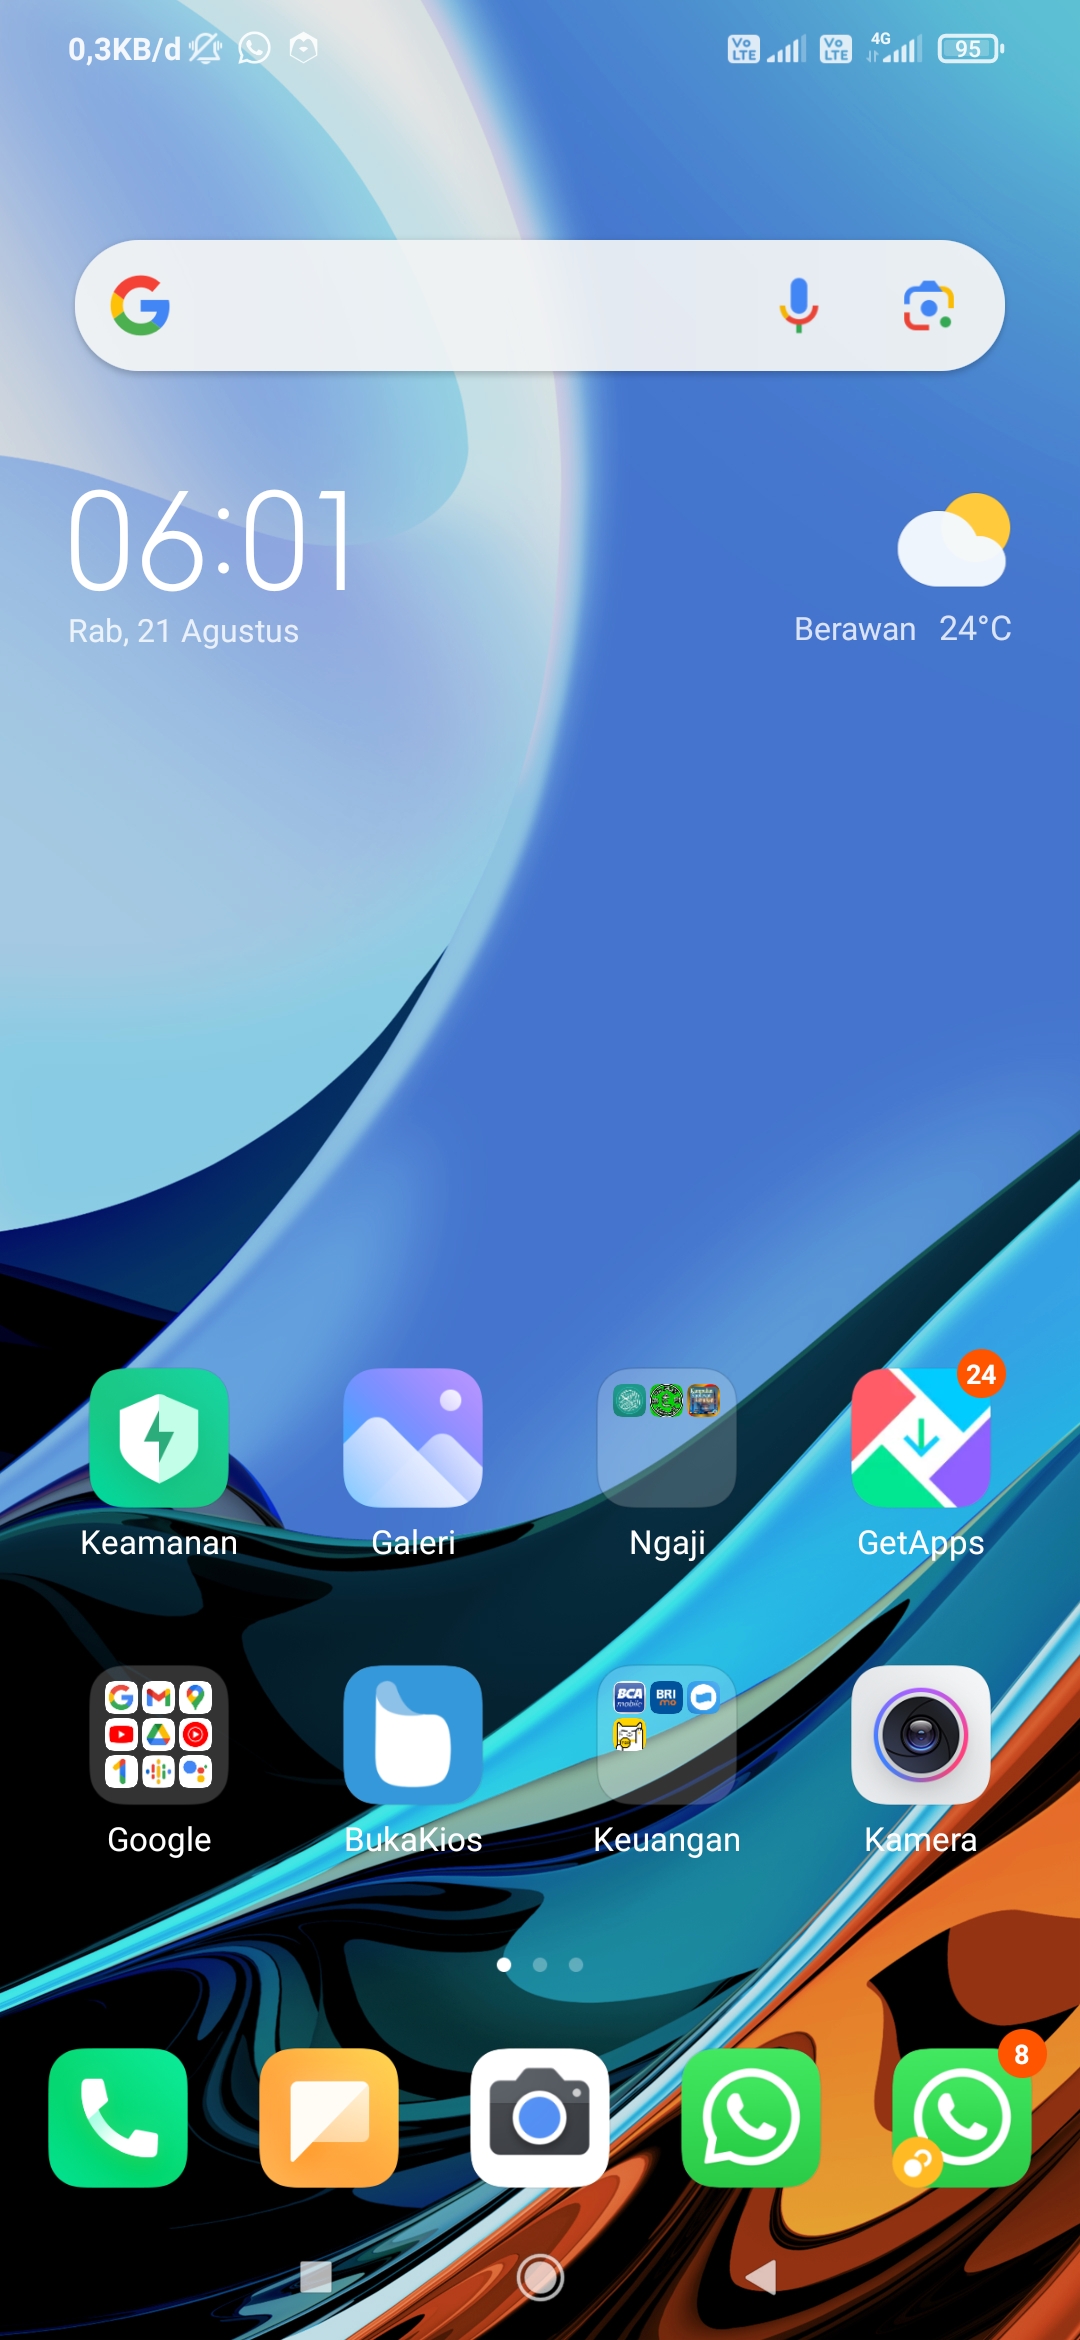 0,3KB/d Vo LTE Vo LTE 4G 95
06:01
Rab, 21 Agustus
Berawan 24°C
24
Keamanan Galeri Ngaji GetApps
BCA mobile BRI mo
Google BukaKios Keuangan Kamera
8